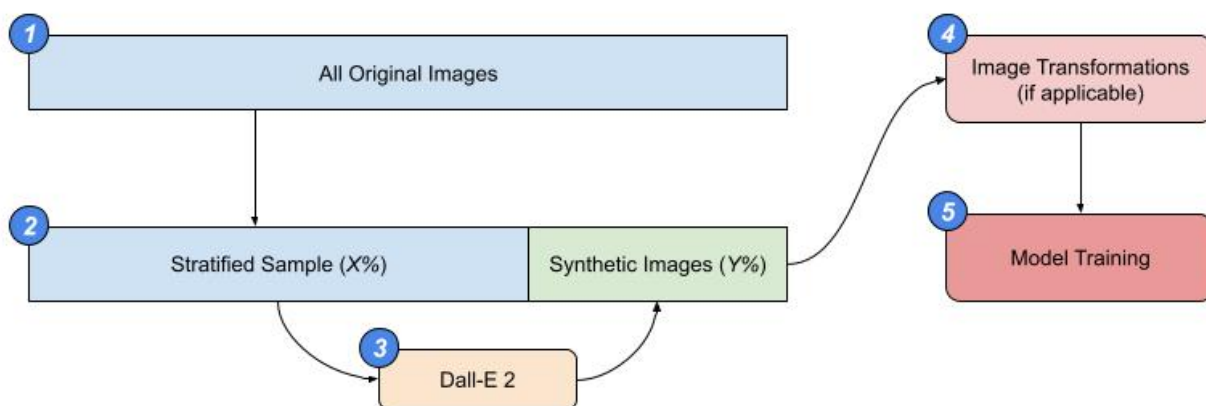 1
All Original Images
2
Stratified Sample (X%)
Synthetic Images (Y%)
3
Dall-E 2
4
Image Transformations
(if applicable)
5
Model Training